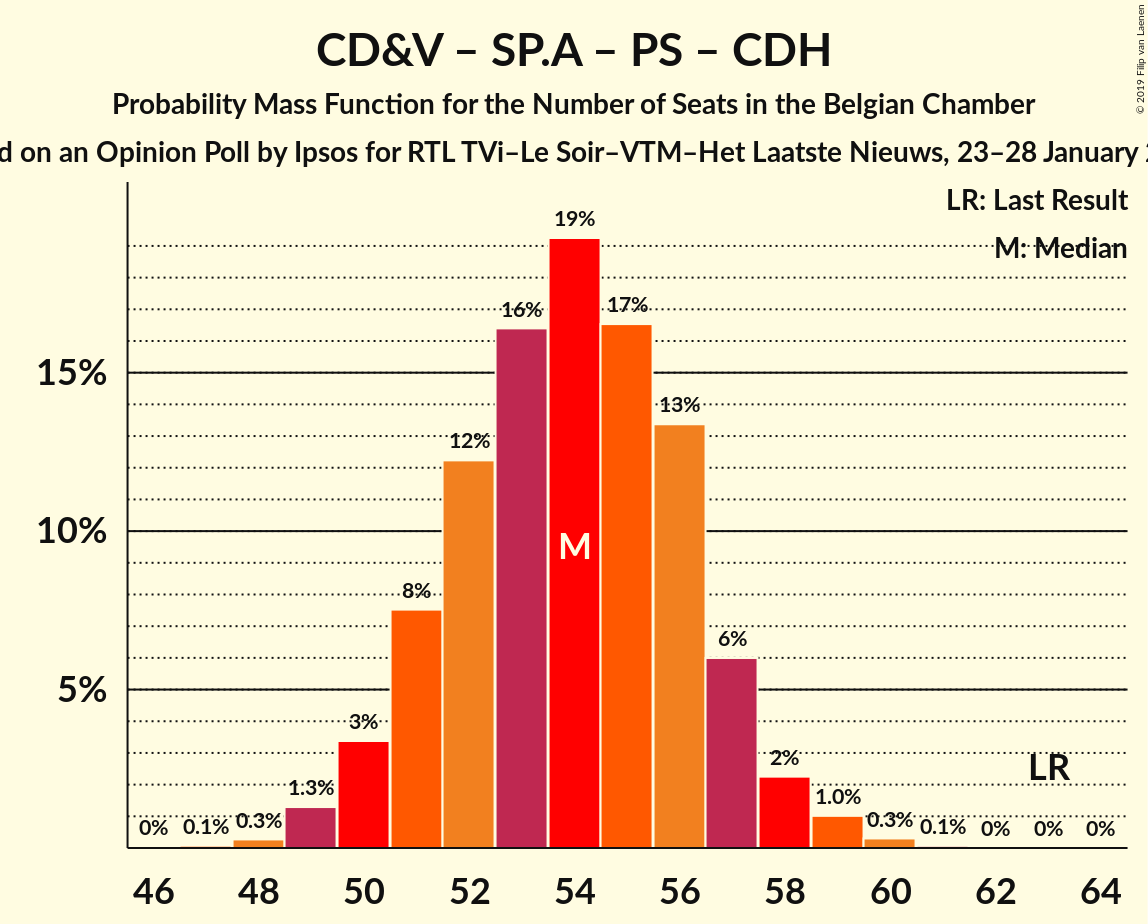 CD&V – SP.A – PS – CDH
Probability Mass Function for the Number of Seats in the Belgian Chamber
on an Opinion Poll by Ipsos for RTL TVi–Le Soir–VTM–Het Laatste Nieuws, 23–28 January
© 2019 Filip van Laenen
LR: Last Result
M: Median
15%
10%
5%
0%
0.1%
0.3%
1.3%
3%
8%
12%
16%
19%
17%
13%
6%
2%
1.0%
0.3%
0.1%
0%
0%
0%
M
LR
46 48 50 52 54 56 58 60 62 64